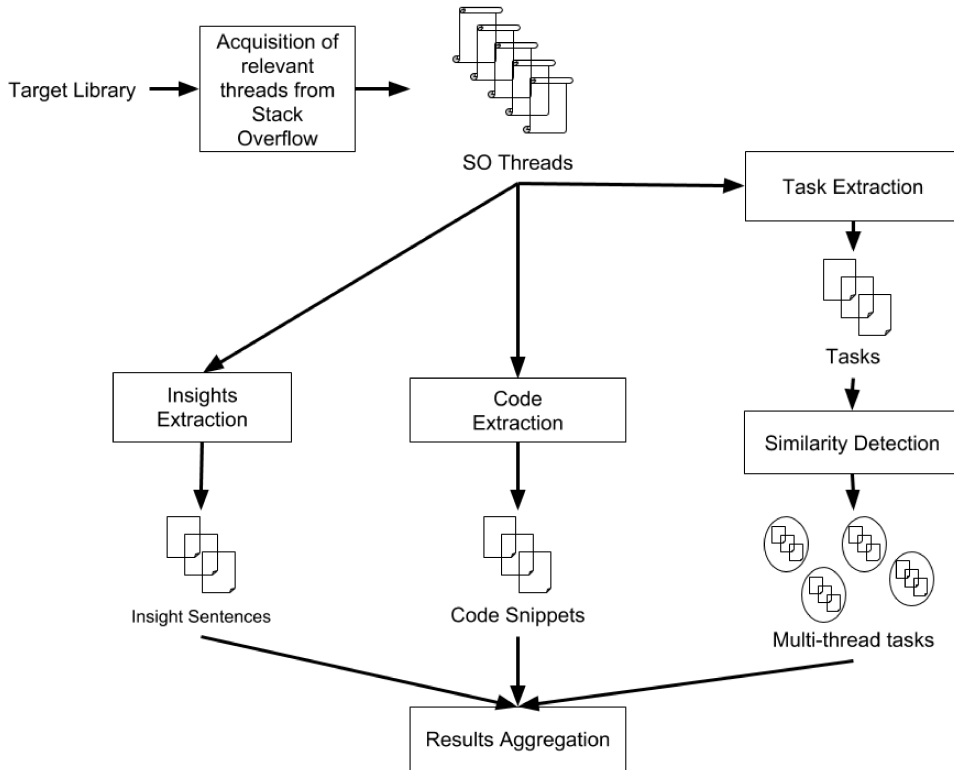 Target Library
Acquisition of
relevant
threads from
Stack
Overflow
SO Threads
Task Extraction
Tasks
Insights
Extraction
Code
Extraction
Similarity Detection
Insight Sentences
Code Snippets
Multi-thread tasks
Results Aggregation